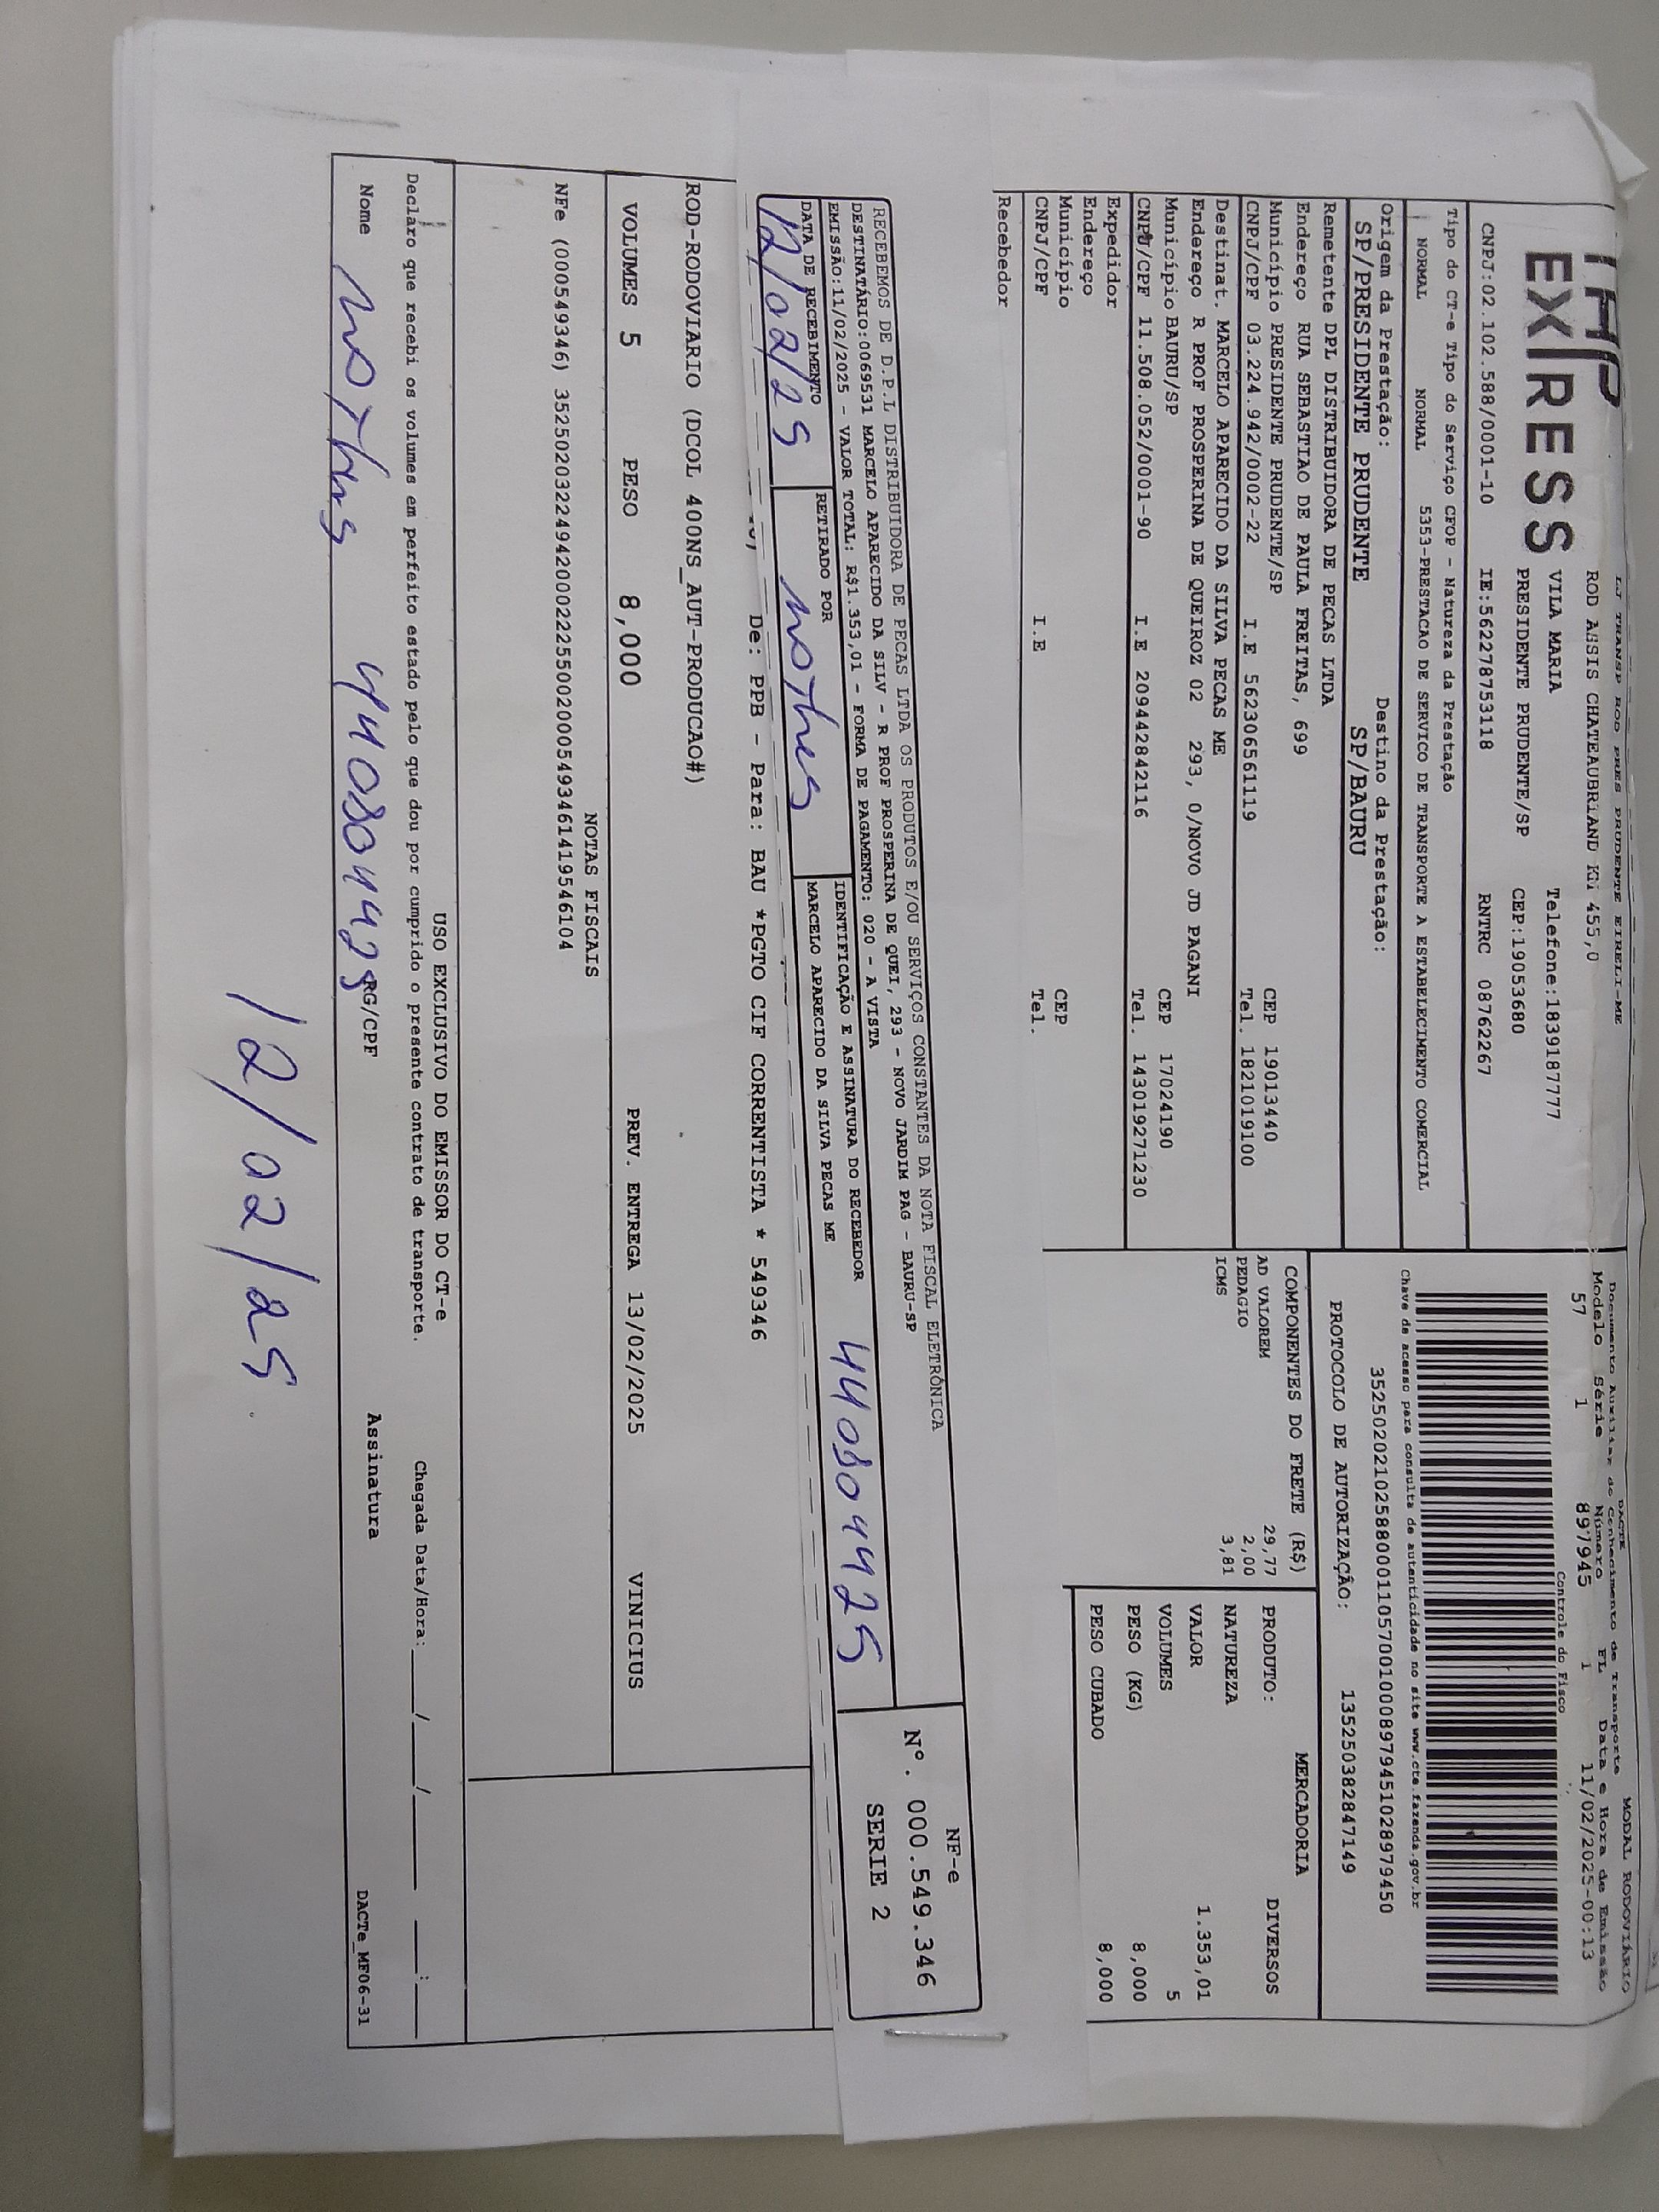 EXPRESS
LJ TRANSP ROD PRES PRUDENTE EIRELI-ME
ROD ASSIS CHATEAUBRIAND KM 455,0
VILA MARIA Telefone:1839187777
PRESIDENTE PRUDENTE/SP CEP:19053680
CNPJ:02.102.588/0001-10 IE:562278753118 RNTRC 08762267
DACTE MODAL RODOVIÁRIO
Documento Auxiliar de Conhecimento de Transporte
Modelo Série Número FL Data e Hora de Emissão
57 1 897945 1 11/02/2025-00:13
Controle do Fisco
Chave de acesso para consulta de autenticidade no site www.cte.fazenda.gov.br
35250202102588000110570010008979451028979450
PROTOCOLO DE AUTORIZAÇÃO: 135250382847149
Tipo do CT-e Tipo do Serviço CFOP - Natureza da Prestação
NORMAL NORMAL 5353-PRESTACAO DE SERVICO DE TRANSPORTE A ESTABELECIMENTO COMERCIAL
Origem da Prestação: Destino da Prestação:
SP/PRESIDENTE PRUDENTE SP/BAURU
Remetente DPL DISTRIBUIDORA DE PECAS LTDA
Endereço RUA SEBASTIAO DE PAULA FREITAS, 699
Município PRESIDENTE PRUDENTE/SP CEP 19013440
CNPJ/CPF 03.224.942/0002-22 I.E 562306561119 Tel. 1821019100
Destinat. MARCELO APARECIDO DA SILVA PECAS ME
Endereço R PROF PROSPERINA DE QUEIROZ 02 293, 0/NOVO JD PAGANI
Município BAURU/SP CEP 17024190
CNPJ/CPF 11.508.052/0001-90 I.E 209442842116 Tel. 143019271230
Expedidor
Endereço
Município CEP
CNPJ/CPF I.E Tel.
Recebedor
COMPONENTES DO FRETE (R$)
AD VALOREM 29,77
PEDAGIO 2,00
ICMS 3,81
MERCADORIA
PRODUTO: DIVERSOS
NATUREZA
VALOR 1.353,01
VOLUMES 5
PESO (KG) 8,000
PESO CUBADO 8,000
RECEBEMOS DE D.P.L DISTRIBUIDORA DE PECAS LTDA OS PRODUTOS E/OU SERVIÇOS CONSTANTES DA NOTA FISCAL ELETRÔNICA
DESTINATÁRIO:0069531 MARCELO APARECIDO DA SILV - R PROF PROSPERINA DE QUEI, 293 - NOVO JARDIM PAG - BAURU-SP
EMISSÃO:11/02/2025 - VALOR TOTAL: R$1.353,01 - FORMA DE PAGAMENTO: 020 - A VISTA
DATA DE RECEBIMENTO RETIRADO POR IDENTIFICAÇÃO E ASSINATURA DO RECEBEDOR
MARCELO APARECIDO DA SILVA PECAS ME
12/02/25 440804425
NF-e
Nº. 000.549.346
SERIE 2
De: PPB - Para: BAU *PGTO CIF CORRENTISTA * 549346
ROD-RODOVIARIO (DCOL 400NS_AUT-PRODUCAO#)
VOLUMES 5 PESO 8,000 PREV. ENTREGA 13/02/2025 VINICIUS
NOTAS FISCAIS
NFe (000549346) 35250203224942000222550020005493461419546104
USO EXCLUSIVO DO EMISSOR DO CT-e
Declaro que recebi os volumes em perfeito estado pelo que dou por cumprido o presente contrato de transporte. Chegada Data/Hora: ___/___/____ ___:___
Nome 440804425 RG/CPF Assinatura DACTe_MF06-31
12/02/25